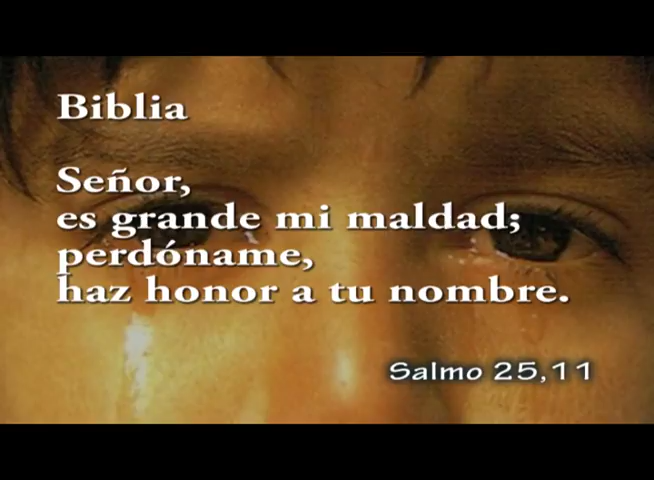 Biblia
Señor,
es grande mi maldad;
perdóname,
haz honor a tu nombre.
Salmo 25,11